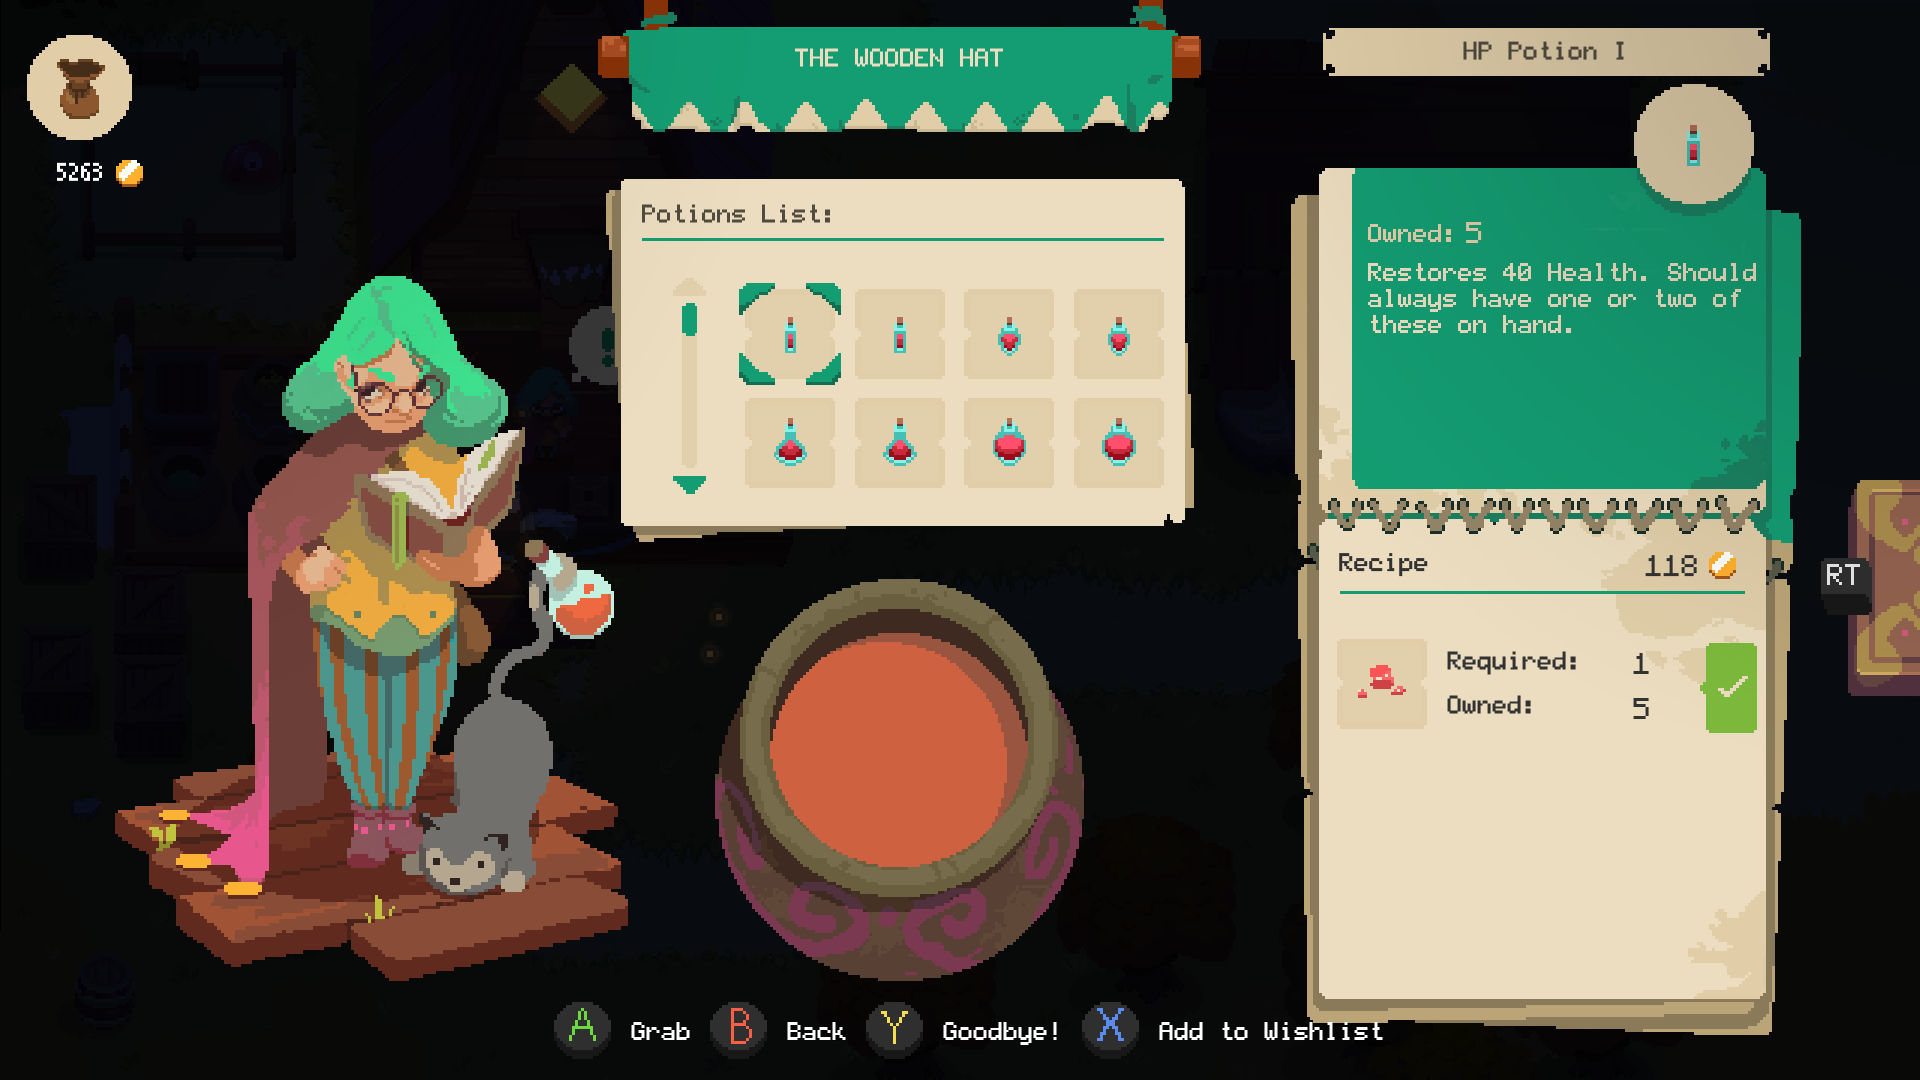 THE WOODEN HAT
HP Potion I
5263
Potions List:
Owned: 5
Restores 40 Health. Should
always have one or two of
these on hand.
Recipe
118
RT
Required: 1
Owned: 5
A Grab B Back Y Goodbye! X Add to Wishlist